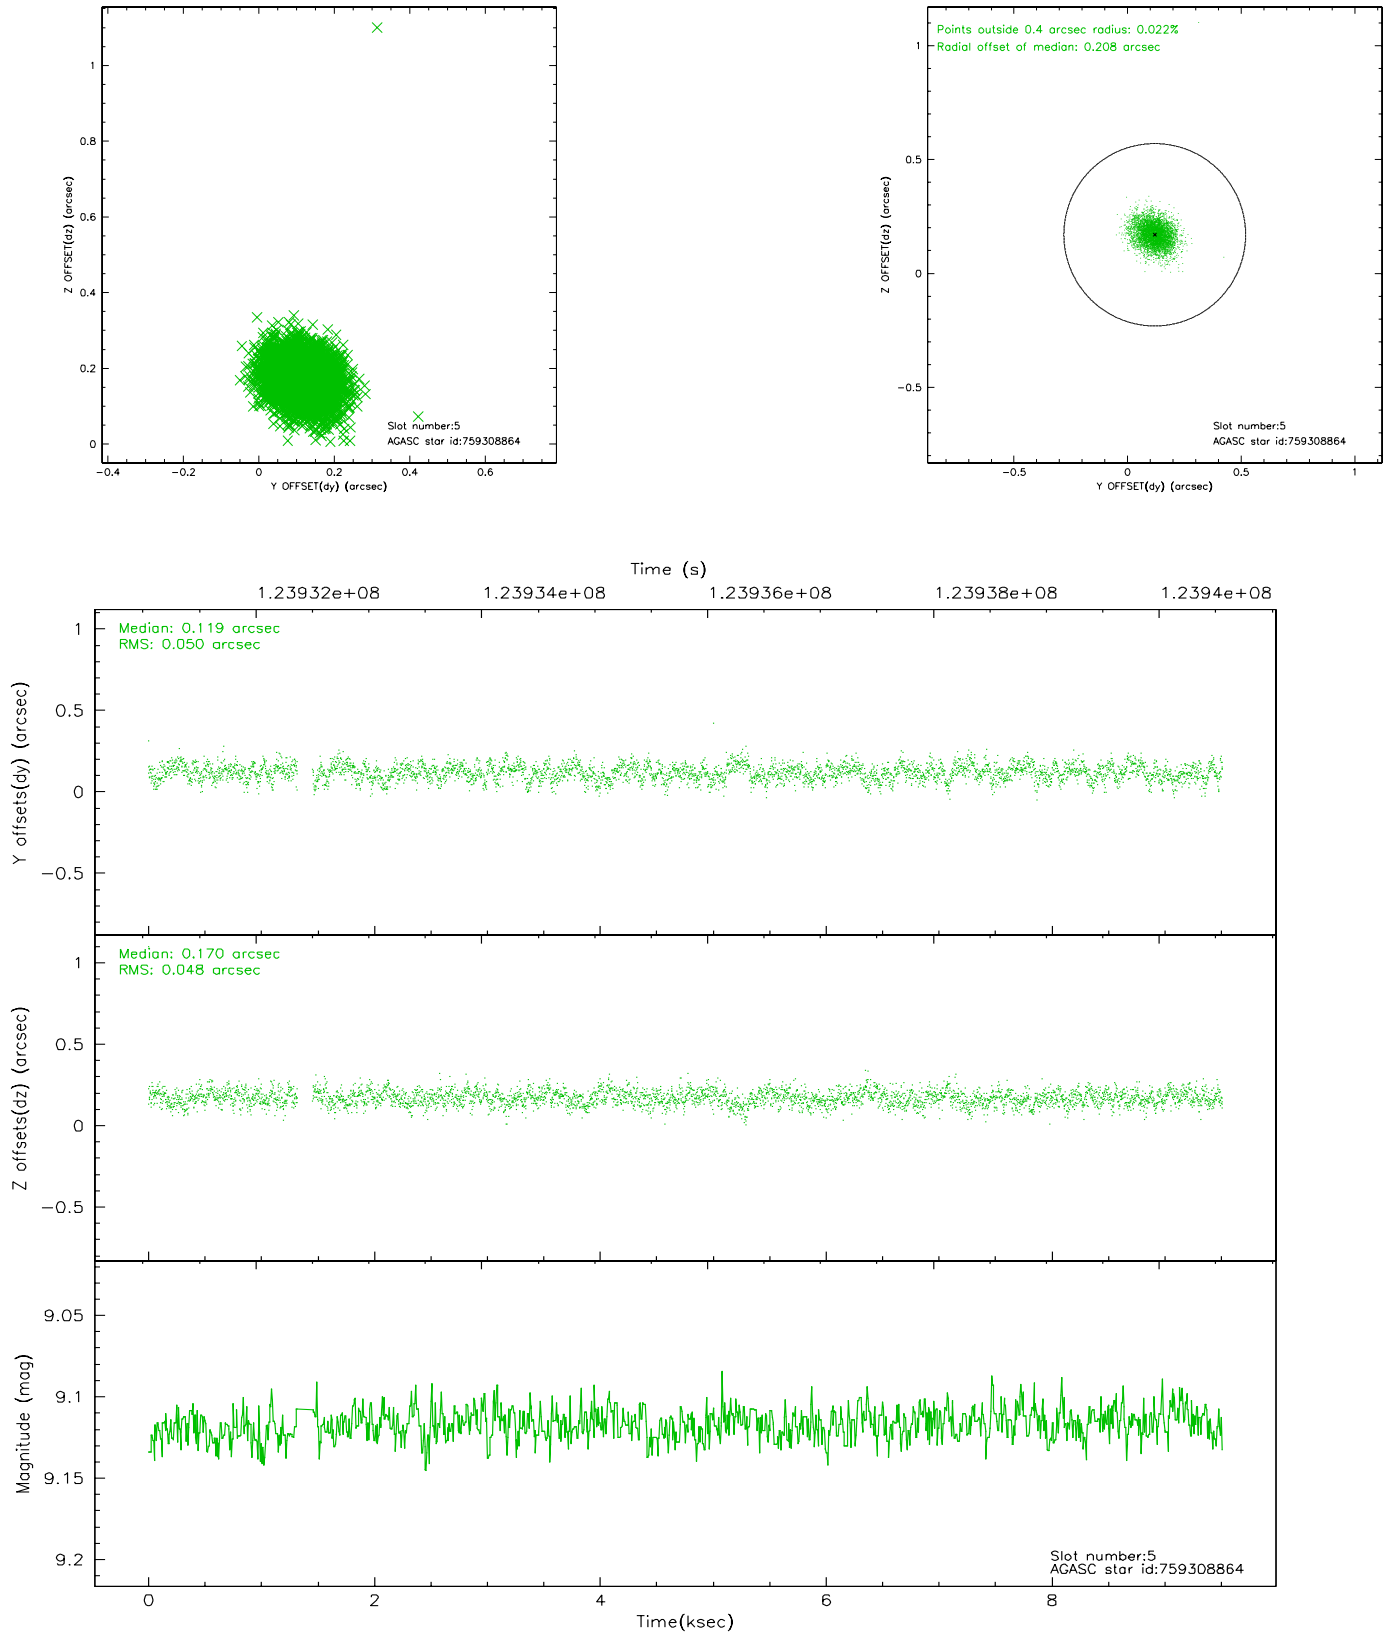 1
0.8
0.6
0.4
0.2
0
−0.4 −0.2 0 0.2 0.4 0.6
Z OFFSET(dz) (arcsec)
Y OFFSET(dy) (arcsec)
Slot number:5
AGASC star id:759308864
Points outside 0.4 arcsec radius: 0.022%
Radial offset of median: 0.208 arcsec
1
0.5
0
−0.5
−0.5 0 0.5 1
Z OFFSET(dz) (arcsec)
Y OFFSET(dy) (arcsec)
Slot number:5
AGASC star id:759308864
Time (s)
1.23932e+08 1.23934e+08 1.23936e+08 1.23938e+08 1.2394e+08
Median: 0.119 arcsec
RMS: 0.050 arcsec
1
0.5
0
−0.5
Y offsets(dy) (arcsec)
Median: 0.170 arcsec
RMS: 0.048 arcsec
1
0.5
0
−0.5
Z offsets(dz) (arcsec)
9.05
9.1
9.15
9.2
Magnitude (mag)
Slot number:5
AGASC star id:759308864
0 2 4 6 8
Time(ksec)